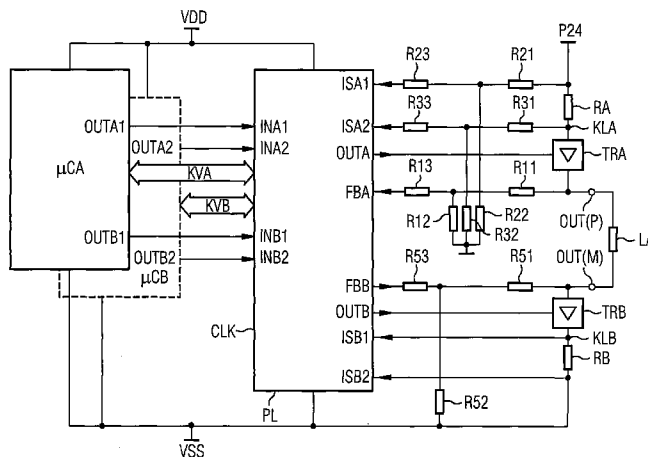 VDD
P24
R23
R21
ISA1
RA
R33
R31
ISA2
KLA
OUTA1
INA1
OUTA2
INA2
OUTA
TRA
µCA
KVA
R13
R11
FBA
KVB
R12
R32
R22
OUT(P)
OUT(M)
OUTB1
INB1
R53
R51
OUTB2
INB2
FBB
µCB
OUTB
TRB
CLK
ISB1
KLB
RB
ISB2
PL
R52
VSS